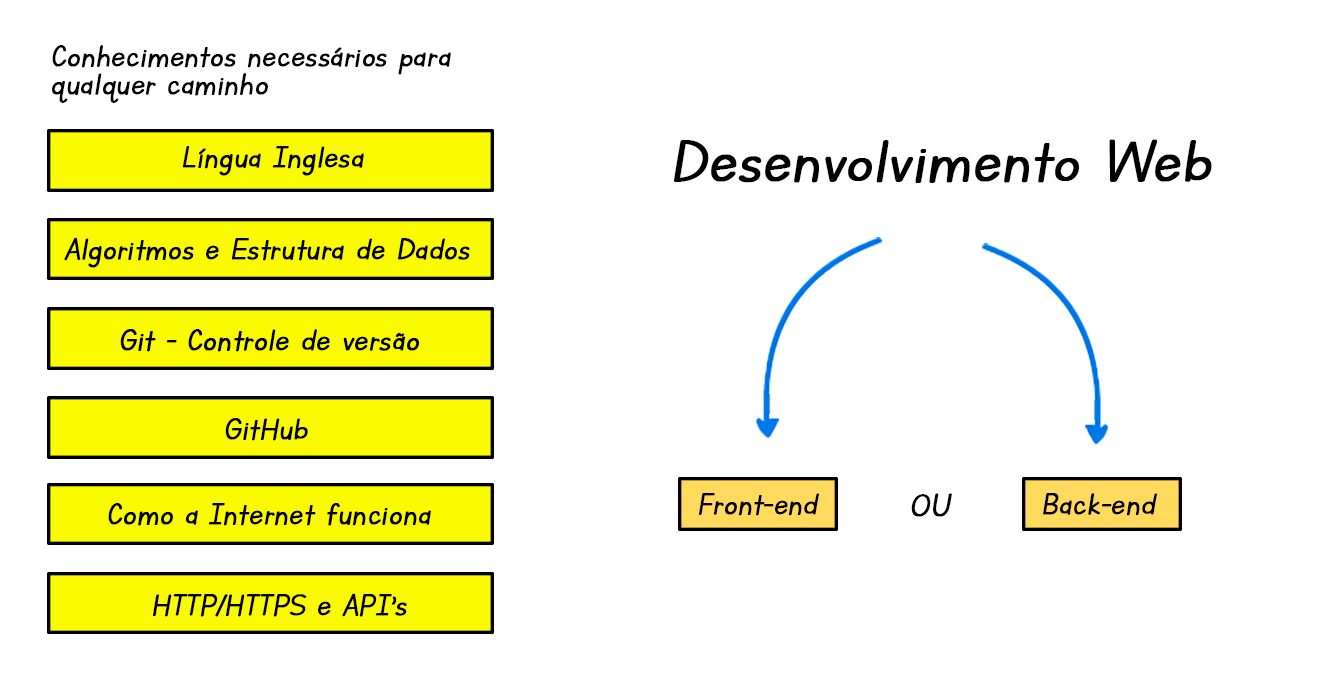 Conhecimentos necessários para
qualquer caminho
Língua Inglesa
Algoritmos e Estrutura de Dados
Git - Controle de versão
GitHub
Como a Internet funciona
HTTP/HTTPS e API's
Desenvolvimento Web
Front-end
OU
Back-end